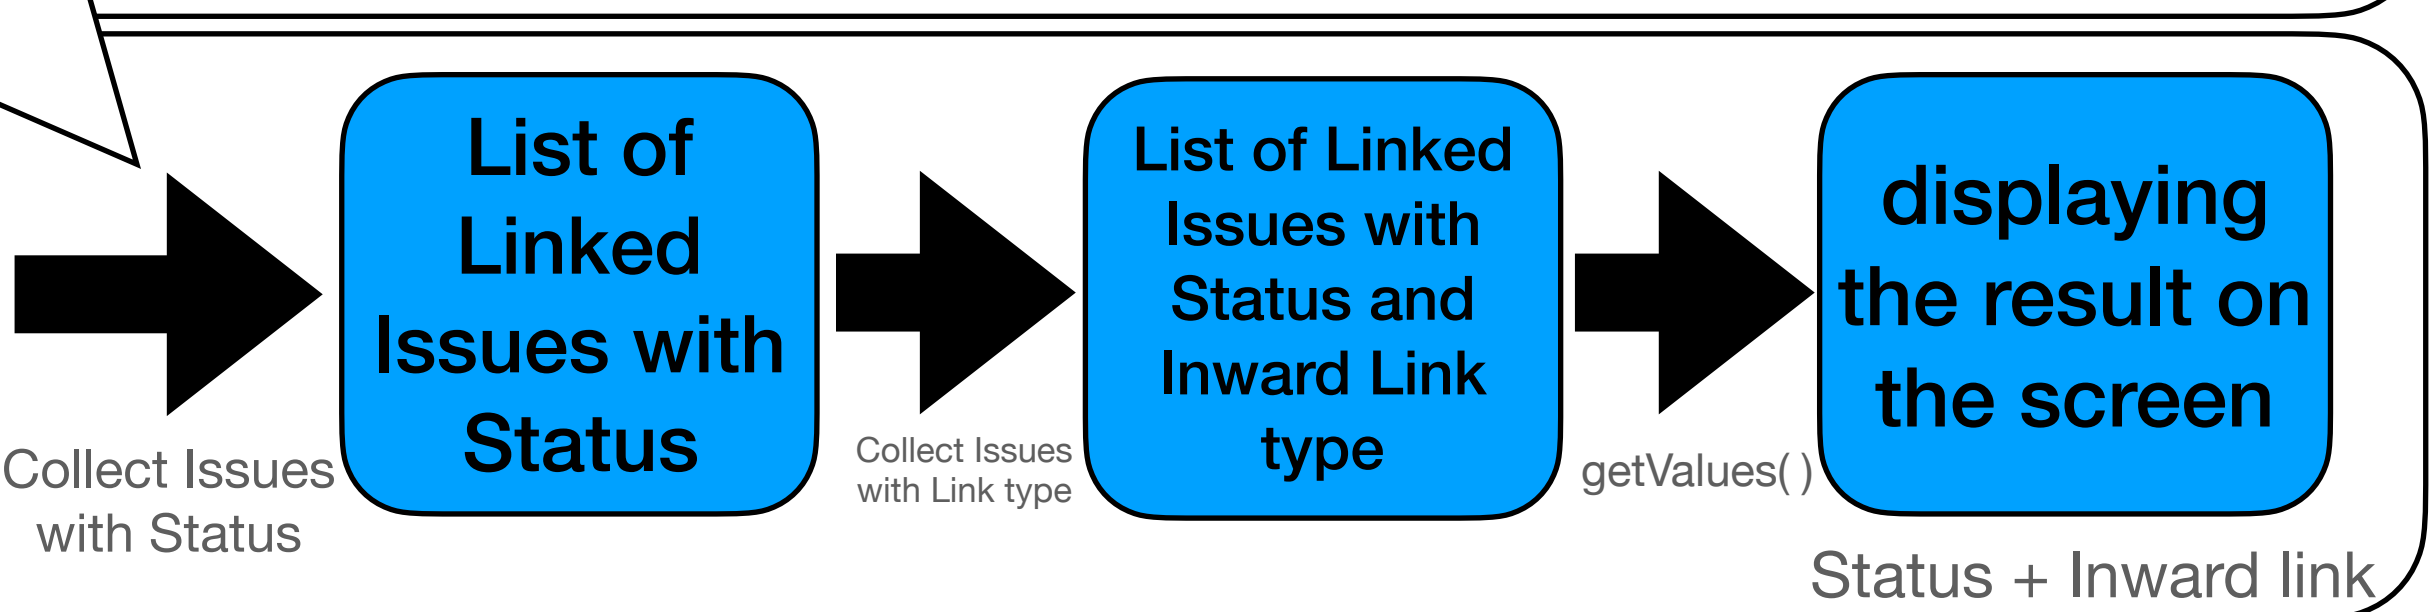 List of
Linked
Issues with
Status
List of Linked
Issues with
Status and
Inward Link
type
displaying
the result on
the screen
Collect Issues
with Status
Collect Issues
with Link type
getValues( )
Status + Inward link